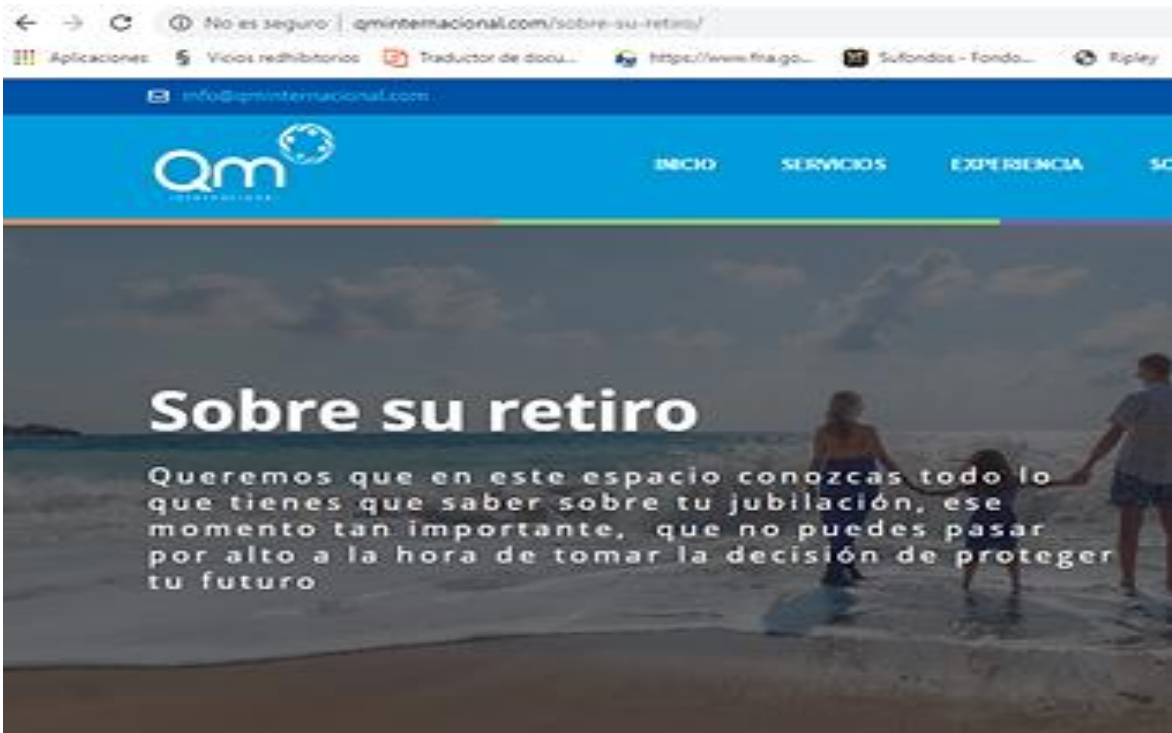 No es seguro | qminternacional.com/sobre-su-retiro/
Aplicaciones Vicios redhibitorios Traductor de docu... https://www.fna.go... Sufondos - Fondo... Ripley
info@qminternacional.com
Qm
internacional
INICIO SERVICIOS EXPERIENCIA SO
Sobre su retiro
Queremos que en este espacio conozcas todo lo
que tienes que saber sobre tu jubilación, ese
momento tan importante, que no puedes pasar
por alto a la hora de tomar la decisión de proteger
tu futuro